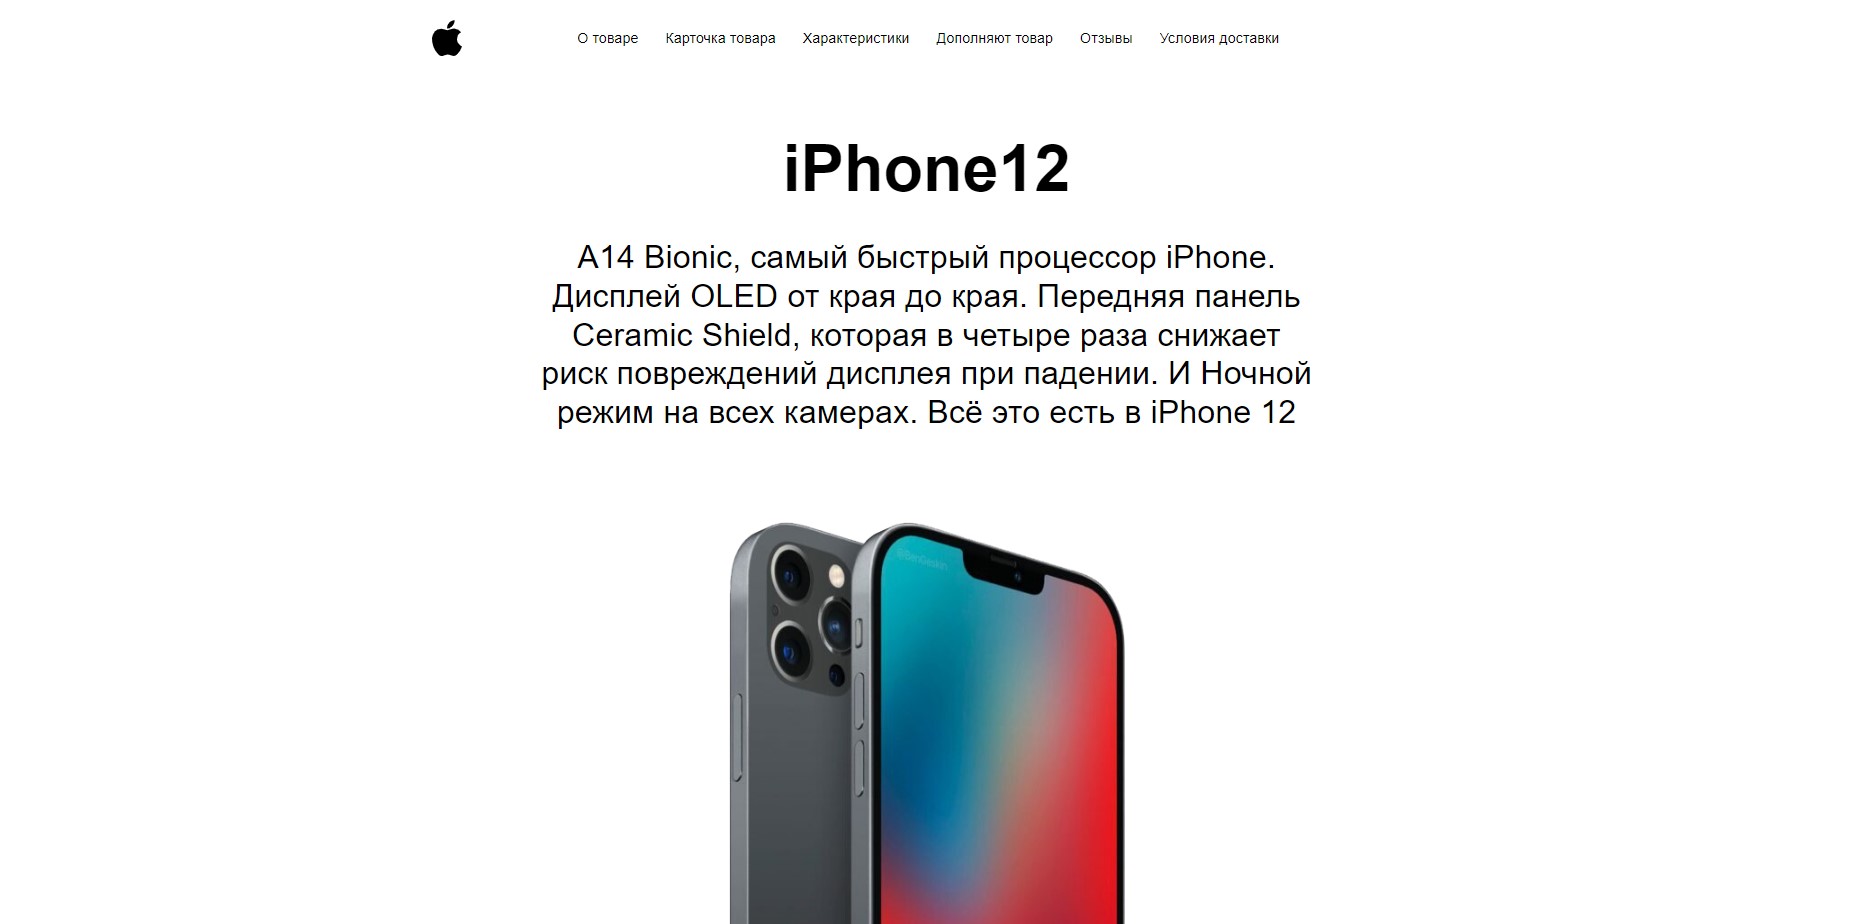 О товаре Карточка товара Характеристики Дополняют товар Отзывы Условия доставки
iPhone12
A14 Bionic, самый быстрый процессор iPhone.
Дисплей OLED от края до края. Передняя панель
Ceramic Shield, которая в четыре раза снижает
риск повреждений дисплея при падении. И Ночной
режим на всех камерах. Всё это есть в iPhone 12